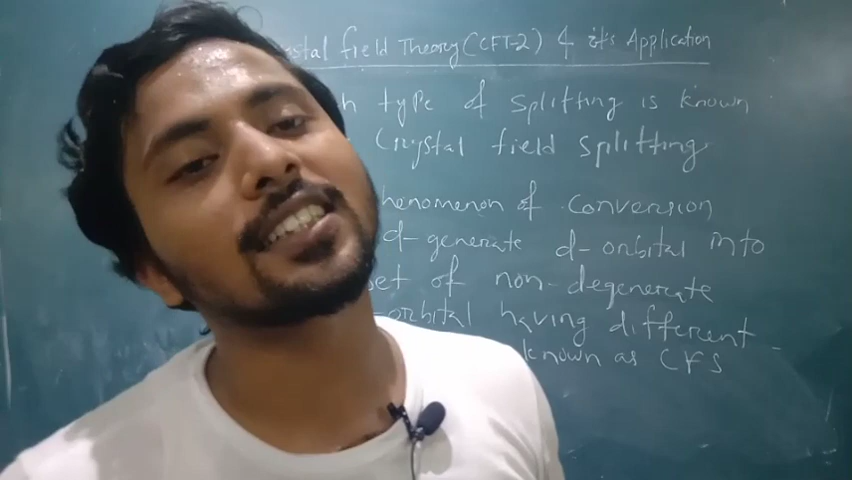 stal field Theory (CFT-2) & it's Application
h type of splitting is known
Crystal field splitting
henomenon of conversion
d-generate d-orbital into
set of non-degenerate
-orbital having different
known as CFS